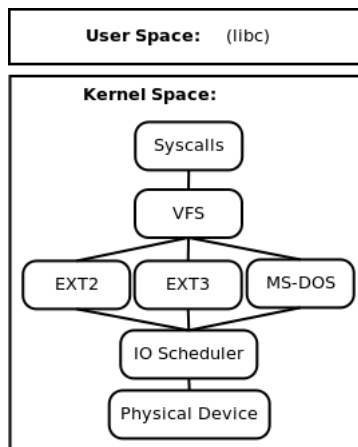 User Space: (libc)
Kernel Space:
Syscalls
VFS
EXT2 EXT3 MS-DOS
IO Scheduler
Physical Device